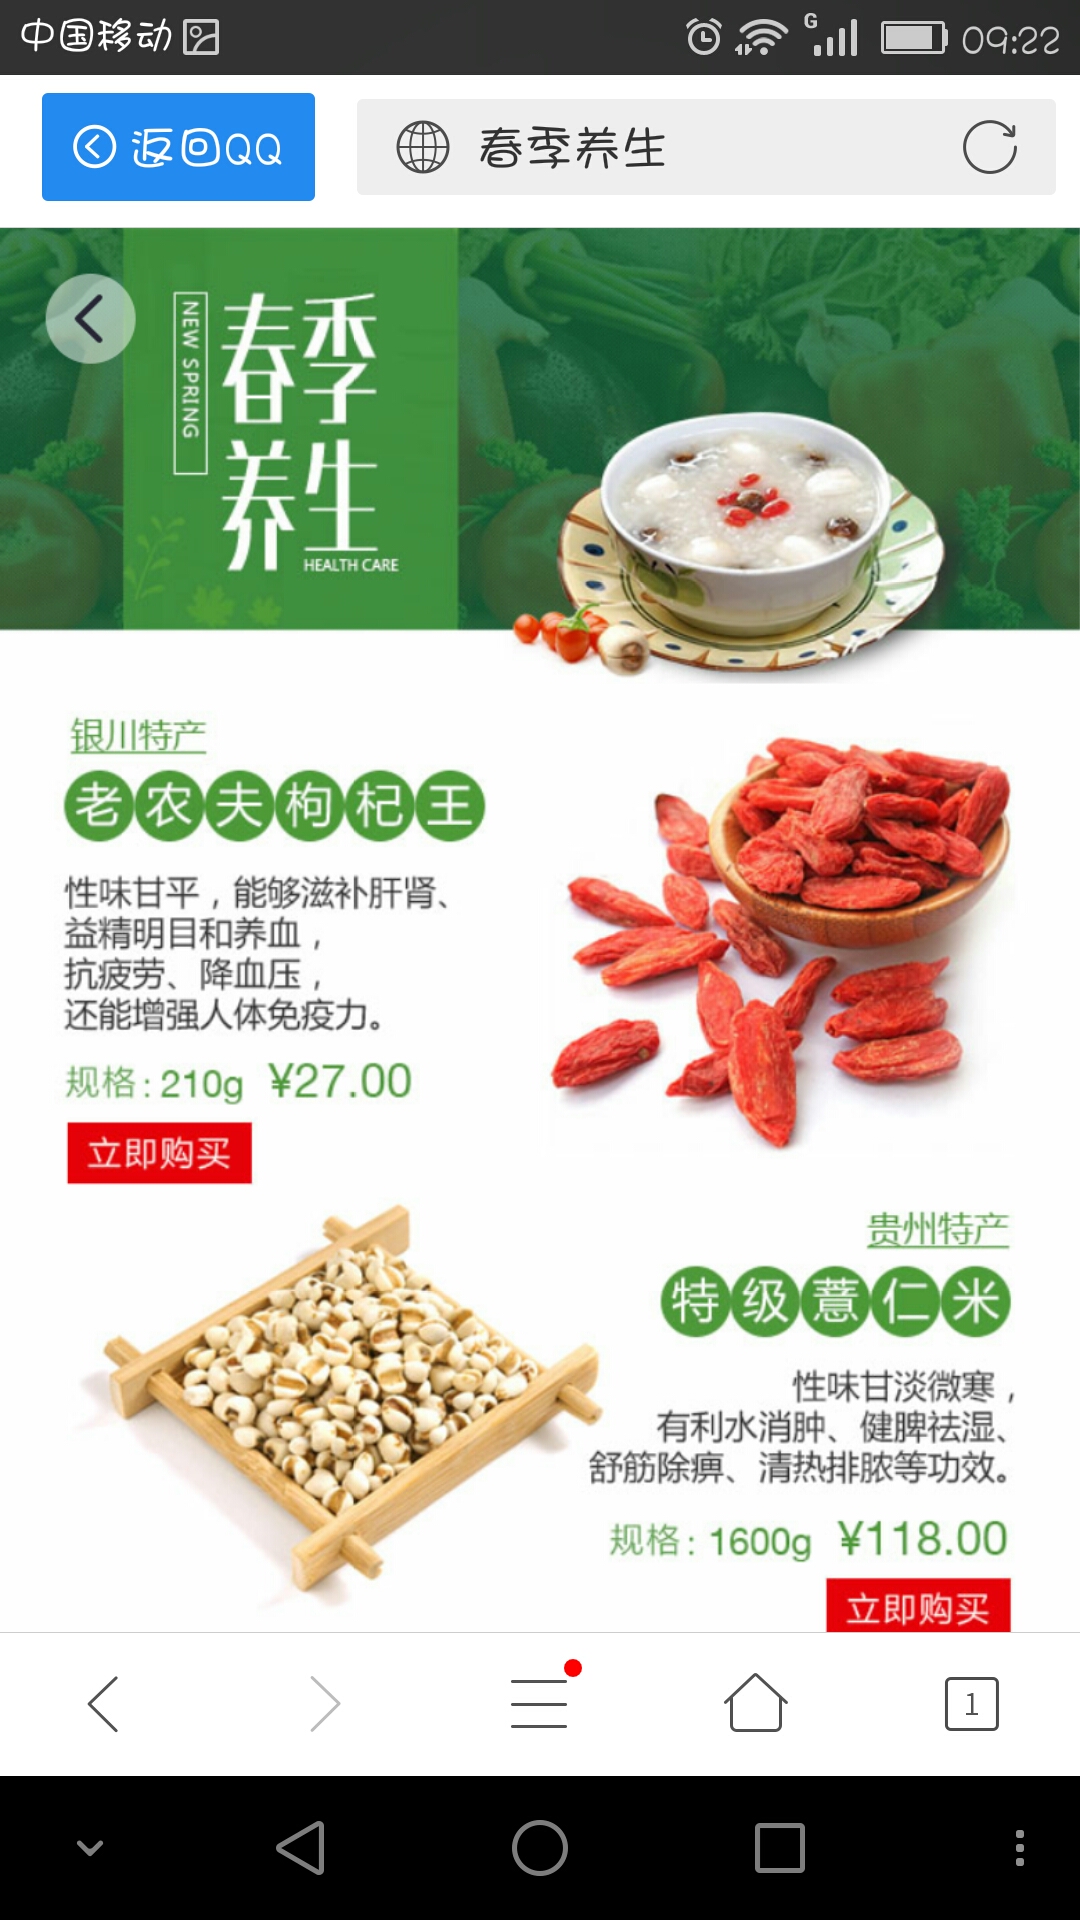 中国移动
G
09:22
返回QQ
春季养生
NEW SPRING
春季
养生
HEALTH CARE
银川特产
老农夫枸杞王
性味甘平，能够滋补肝肾、
益精明目和养血，
抗疲劳、降血压，
还能增强人体免疫力。
规格：210g ¥27.00
立即购买
贵州特产
特级薏仁米
性味甘淡微寒，
有利水消肿、健脾祛湿、
舒筋除痹、清热排脓等功效。
规格：1600g ¥118.00
立即购买
1